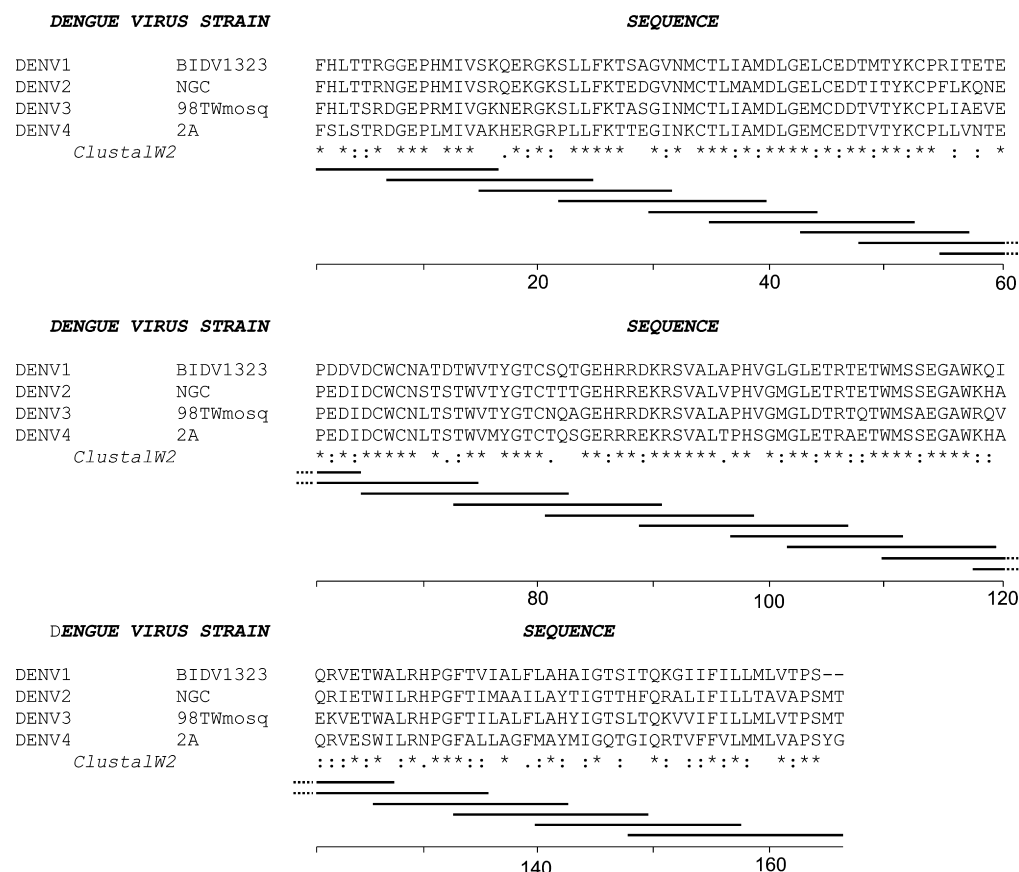 DENGUE VIRUS STRAIN SEQUENCE
DENV1 BIDV1323 FHLTTRGGEPHMIVSKQERGKSLLFKTSAGVNMCTLIAMDLGELCEDTMTYKCPRITETE
DENV2 NGC FHLTTRNGEPHMIVSRQEKGKSLLFKTEDGVNMCTLMAMDLGELCEDTITYKCPFLKQNE
DENV3 98TWmosq FHLTSRDGEPRMIVGKNERGKSLLFKTASGINMCTLIAMDLGEMCDDTVTYKCPLIAEVE
DENV4 2A FSLSTRDGEPLMIVAKHERGRPLLFKTTEGINKCTLIAMDLGEMCEDTVTYKCPLLVNTE
ClustalW2 * *::* *** *** .:*:**:.***** *:* ***:******:*:**:***** : : *
20 40 60
DENGUE VIRUS STRAIN SEQUENCE
DENV1 BIDV1323 PDDVDCWCNATDTWVTYGTCSQTGEHRRDKRSVALAPHVGLGLETRTETWMSSEGAWKQI
DENV2 NGC PEDIDCWCNSTSTWVTYGTCTTTGEHRREKRSVALVPHVGMGLETRTETWMSSEGAWKHA
DENV3 98TWmosq PEDIDCWCNLTSTWVTYGTCNQAGEHRRDKRSVALAPHVGMGLDTRTQTWMSAEGAWRQV
DENV4 2A PEDIDCWCNLTSTWVMYGTCTQSGERRREKRSVALTPHSGMGLETRAETWMSSEGAWKHA
ClustalW2 *:*:***** *.*** ****. :**:**:****** ** *:**:**::****:****::
80 100 120
DENGUE VIRUS STRAIN SEQUENCE
DENV1 BIDV1323 QRVETWALRHPGFTVIALFLAHAIGTSITQKGIIFILLMLVTPS--
DENV2 NGC QRIETWILRHPGFTIMAAILAYTIGTTHFQRALIFILLTAVAPSMT
DENV3 98TWmosq EKVETWALRHPGFTILALFLAHYIGTSLTQKVVIFILLMLVTPSMT
DENV4 2A QRVESWILRNPGFALLAGFMAYMIGQTGIQRTVFFVLMMLVAPSYG
ClustalW2 :::*:* **:***:::* ::*: ** : *: ::*:*: *:**
140 160